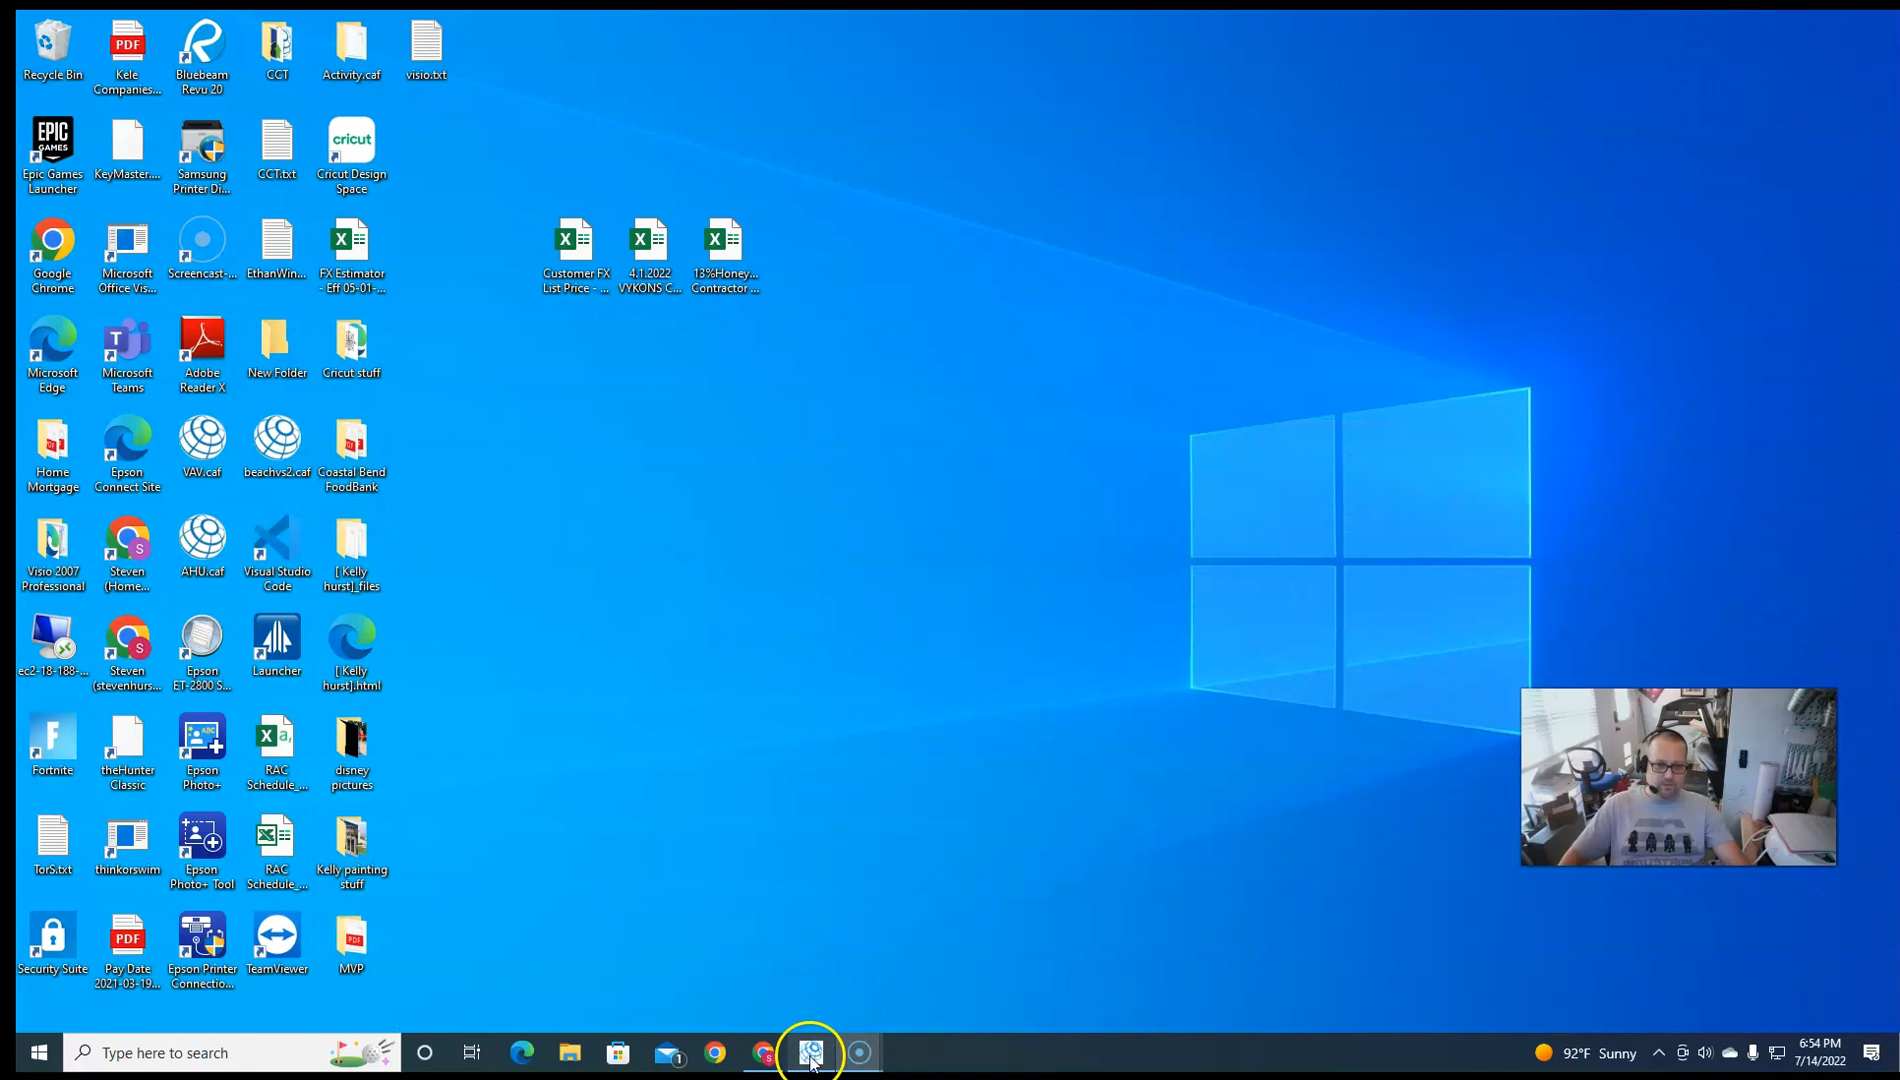 Recycle Bin
PDF
Kele
Companies...
Bluebeam
Revu 20
CCT
Activity.caf
visio.txt
EPIC
GAMES
Epic Games
Launcher
KeyMaster....
Samsung
Printer Di...
CCT.txt
cricut
Cricut Design
Space
Google
Chrome
Microsoft
Office Vis...
Screencast-...
EthanWin...
FX Estimator
- Eff 05-01-...
Customer FX
List Price - ...
4.1.2022
VYKONS C...
13%Honey...
Contractor ...
Microsoft
Edge
Microsoft
Teams
Adobe
Reader X
New Folder
Cricut stuff
Home
Mortgage
Epson
Connect Site
VAV.caf
beachvs2.caf
Coastal Bend
FoodBank
Visio 2007
Professional
Steven
(Home...
AHU.caf
Visual Studio
Code
[ Kelly
hurst]_files
ec2-18-188-...
Steven
(stevenhurs...
Epson
ET-2800 S...
Launcher
[ Kelly
hurst].html
Fortnite
theHunter
Classic
Epson
Photo+
RAC
Schedule_...
disney
pictures
TorS.txt
thinkorswim
Epson
Photo+ Tool
RAC
Schedule_...
Kelly painting
stuff
Security Suite
PDF
Pay Date
2021-03-19...
Epson Printer
Connectio...
TeamViewer
MVP
Type here to search
1
92°F Sunny
6:54 PM
7/14/2022